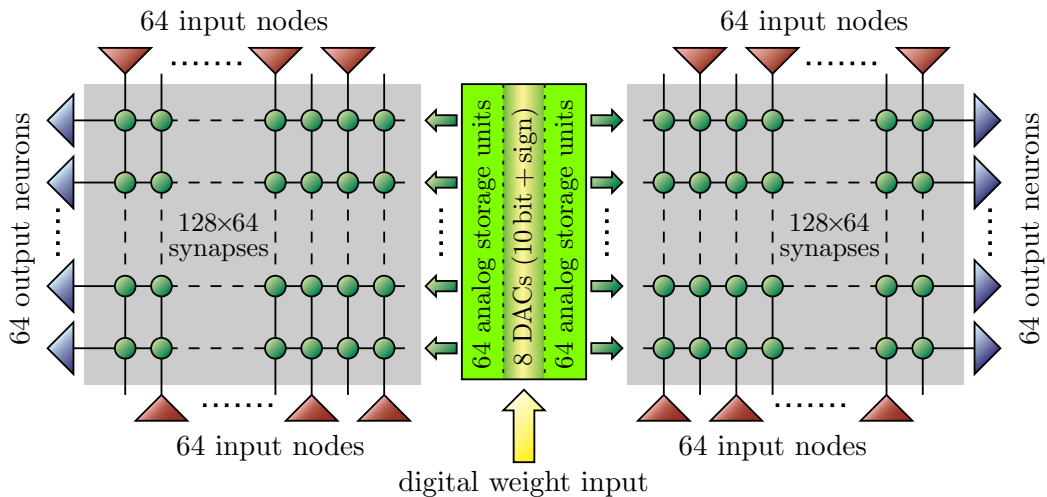 64 input nodes
64 input nodes
64 output neurons
128×64
synapses
64 analog storage units
8 DACs (10 bit + sign)
64 analog storage units
128×64
synapses
64 output neurons
64 input nodes
64 input nodes
digital weight input